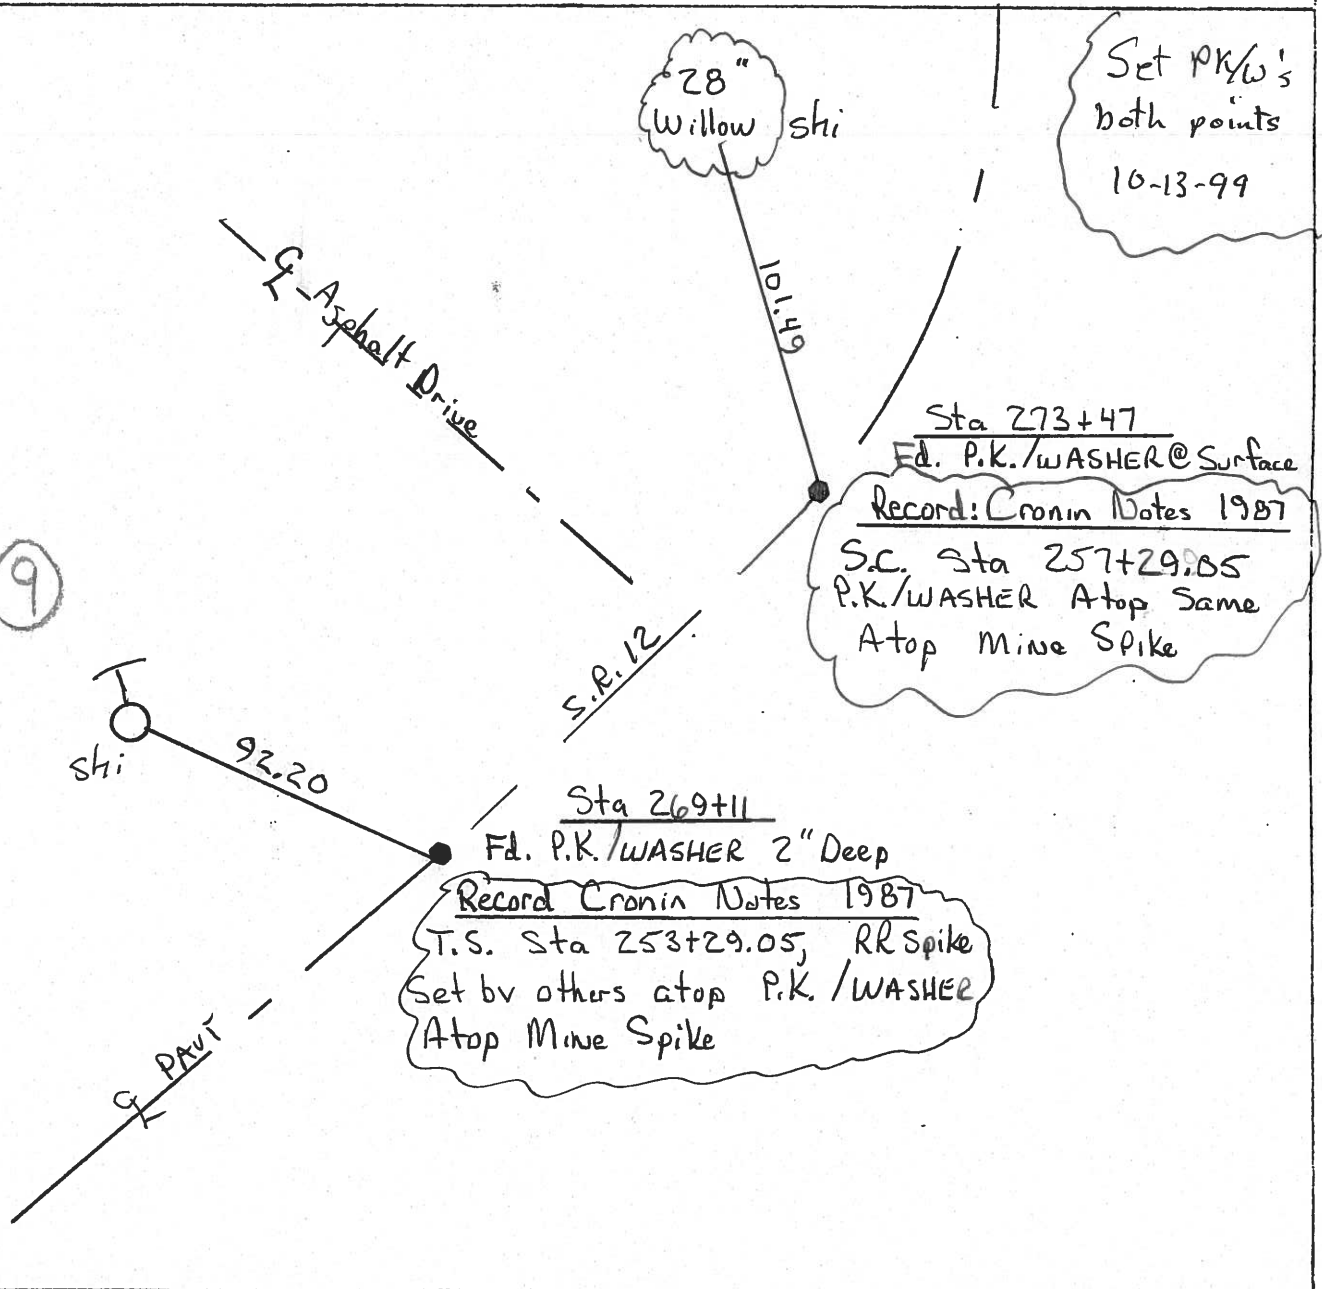 28"
Willow
shi
Set PK/W's
both points
10-13-99
℄ Asphalt Drive
101.49
Sta 273+47
Fd. P.K./WASHER @ Surface
Record: Cronin Notes 1987
S.C. Sta 257+29.05
P.K./WASHER Atop Same
Atop Mine Spike
9
S.R. 12
shi
92.20
Sta 269+11
Fd. P.K./WASHER 2" Deep
Record Cronin Notes 1987
T.S. Sta 253+29.05, RR Spike
Set by others atop P.K. /WASHER
Atop Mine Spike
℄ PAVT